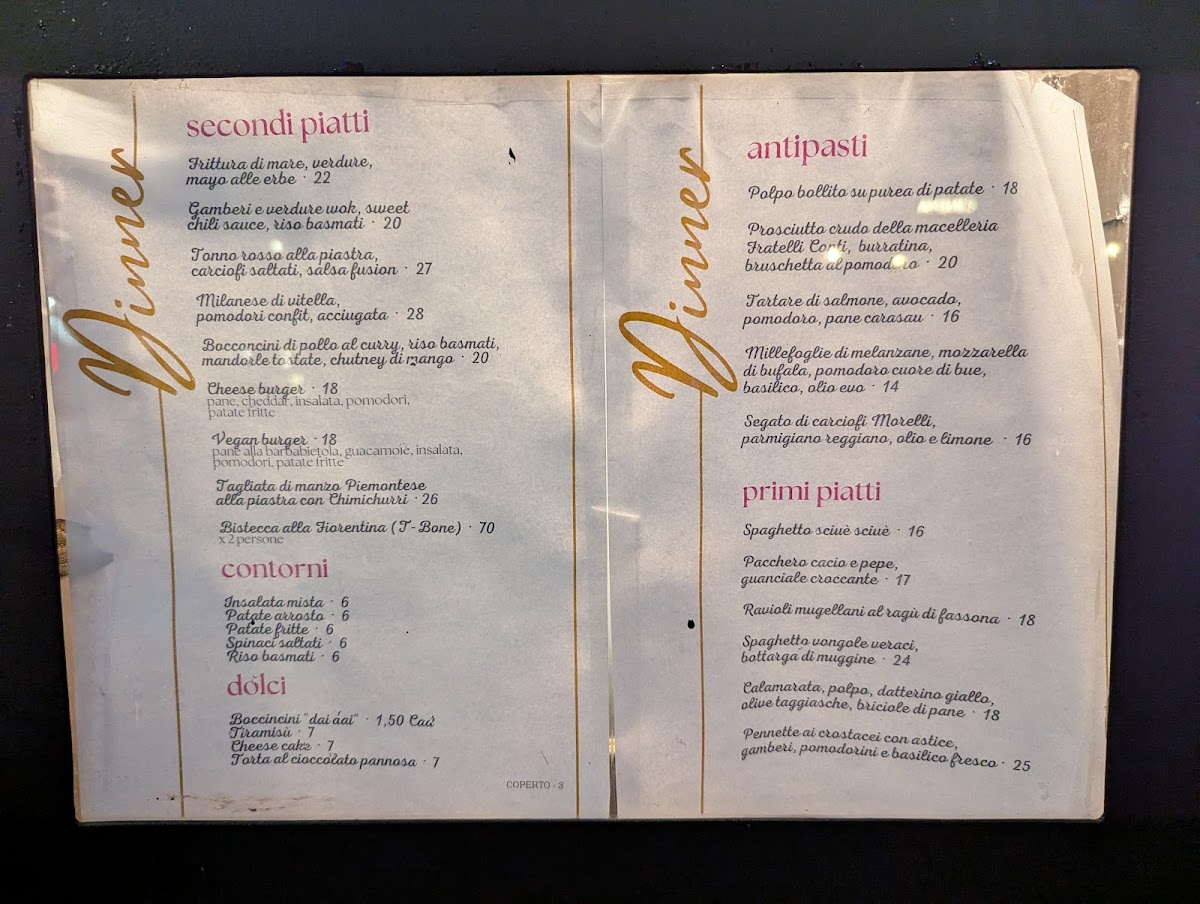 Dinner
secondi piatti
Frittura di mare, verdure,
mayo alle erbe · 22
Gamberi e verdure wok, sweet
chili sauce, riso basmati · 20
Tonno rosso alla piastra,
carciofi saltati, salsa fusion · 27
Milanese di vitella,
pomodori confit, acciugata · 28
Bocconcini di pollo al curry, riso basmati,
mandorle tostate, chutney di mango · 20
Cheese burger · 18
pane, cheddar, insalata, pomodori,
patate fritte
Vegan burger · 18
pane alla barbabietola, guacamole, insalata,
pomodori, patate fritte
Tagliata di manzo Piemontese
alla piastra con Chimichurri · 26
Bistecca alla Fiorentina (T-Bone) · 70
x 2 persone
contorni
Insalata mista · 6
Patate arrosto · 6
Patate fritte · 6
Spinaci saltati · 6
Riso basmati · 6
dolci
Boccincini "dai dai" · 1,50 Cad
Tiramisù · 7
Cheese cake · 7
Torta al cioccolato pannosa · 7
COPERTO · 3
Dinner
antipasti
Polpo bollito su purea di patate · 18
Prosciutto crudo della macelleria
Fratelli Conti, burratina,
bruschetta al pomodoro · 20
Tartare di salmone, avocado,
pomodoro, pane carasau · 16
Millefoglie di melanzane, mozzarella
di bufala, pomodoro cuore di bue,
basilico, olio evo · 14
Segato di carciofi Morelli,
parmigiano reggiano, olio e limone · 16
primi piatti
Spaghetto sciuè sciuè · 16
Pacchero cacio e pepe,
guanciale croccante · 17
Ravioli mugellani al ragù di fassona · 18
Spaghetto vongole veraci,
bottarga di muggine · 24
Calamarata, polpo, datterino giallo,
olive taggiasche, briciole di pane · 18
Pennette ai crostacei con astice,
gamberi, pomodorini e basilico fresco · 25